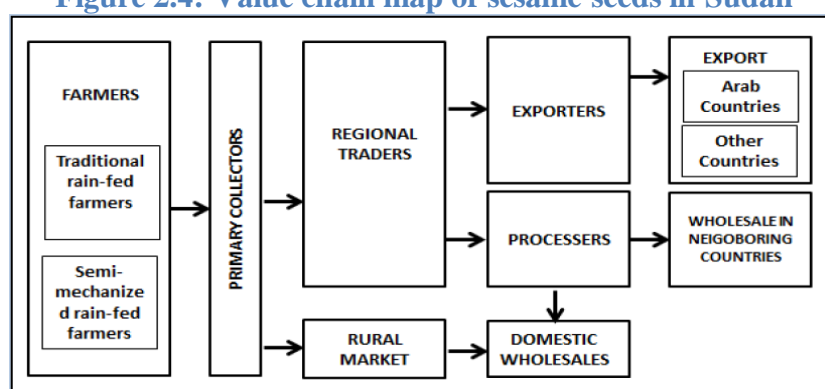 Figure 2.4: Value chain map of sesame seeds in Sudan
FARMERS
Traditional
rain-fed
farmers
Semi-
mechanize
d rain-fed
farmers
PRIMARY COLLECTORS
REGIONAL
TRADERS
RURAL
MARKET
EXPORTERS
PROCESSERS
DOMESTIC
WHOLESALES
EXPORT
Arab
Countries
Other
Countries
WHOLESALE IN
NEIGOBORING
COUNTRIES